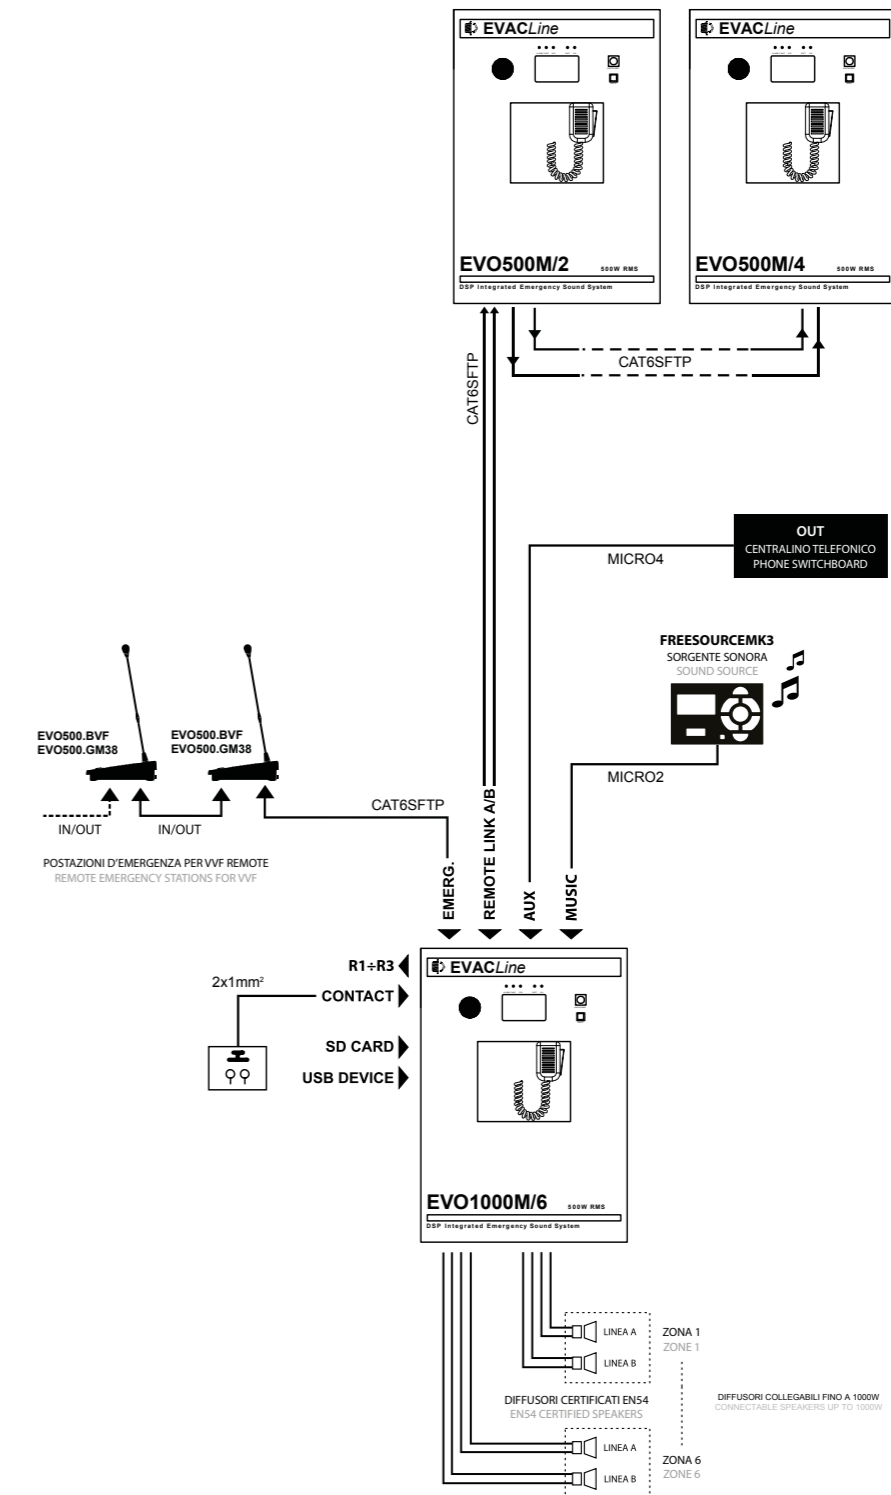 EVACLine
EVACLine
EVO500M/2 500W RMS
DSP Integrated Emergency Sound System
EVO500M/4 500W RMS
DSP Integrated Emergency Sound System
CAT6SFTP
CAT6SFTP
OUT
CENTRALINO TELEFONICO
PHONE SWITCHBOARD
MICRO4
FREESOURCEMK3
SORGENTE SONORA
SOUND SOURCE
MICRO2
EVO500.BVF
EVO500.GM38
EVO500.BVF
EVO500.GM38
IN/OUT
IN/OUT
CAT6SFTP
POSTAZIONI D'EMERGENZA PER VVF REMOTE
REMOTE EMERGENCY STATIONS FOR VVF
EMERG.
REMOTE LINK A/B
AUX
MUSIC
R1÷R3
2x1mm²
CONTACT
SD CARD
USB DEVICE
EVACLine
EVO1000M/6 500W RMS
DSP Integrated Emergency Sound System
LINEA A
LINEA B
ZONA 1
ZONE 1
DIFFUSORI CERTIFICATI EN54
EN54 CERTIFIED SPEAKERS
DIFFUSORI COLLEGABILI FINO A 1000W
CONNECTABLE SPEAKERS UP TO 1000W
LINEA A
LINEA B
ZONA 6
ZONE 6